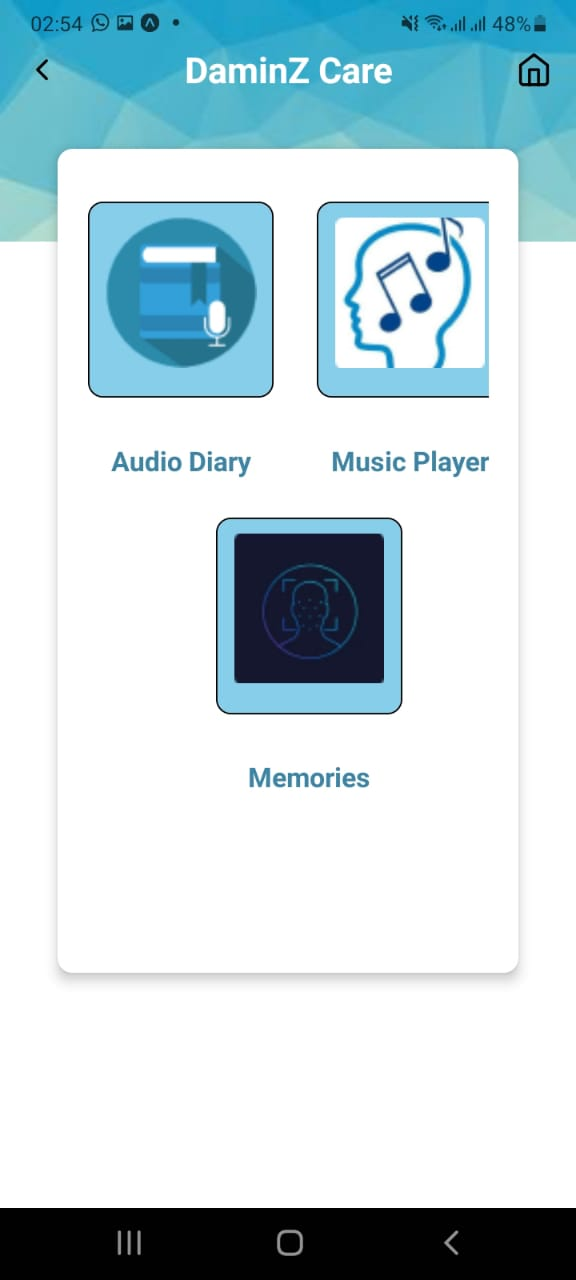 02:54 48%
DaminZ Care
Audio Diary Music Player
Memories